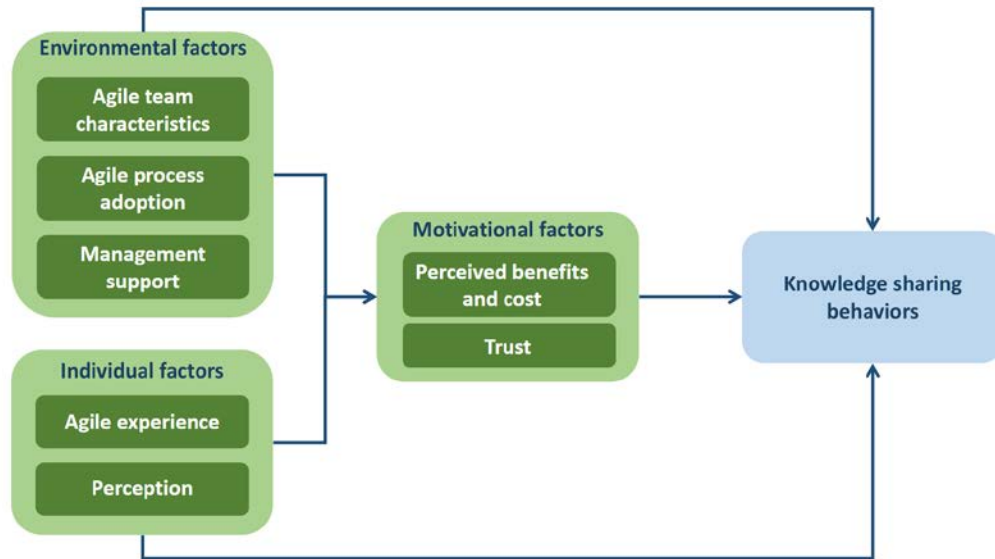 Environmental factors
Agile team
characteristics
Agile process
adoption
Management
support
Individual factors
Agile experience
Perception
Motivational factors
Perceived benefits
and cost
Trust
Knowledge sharing
behaviors